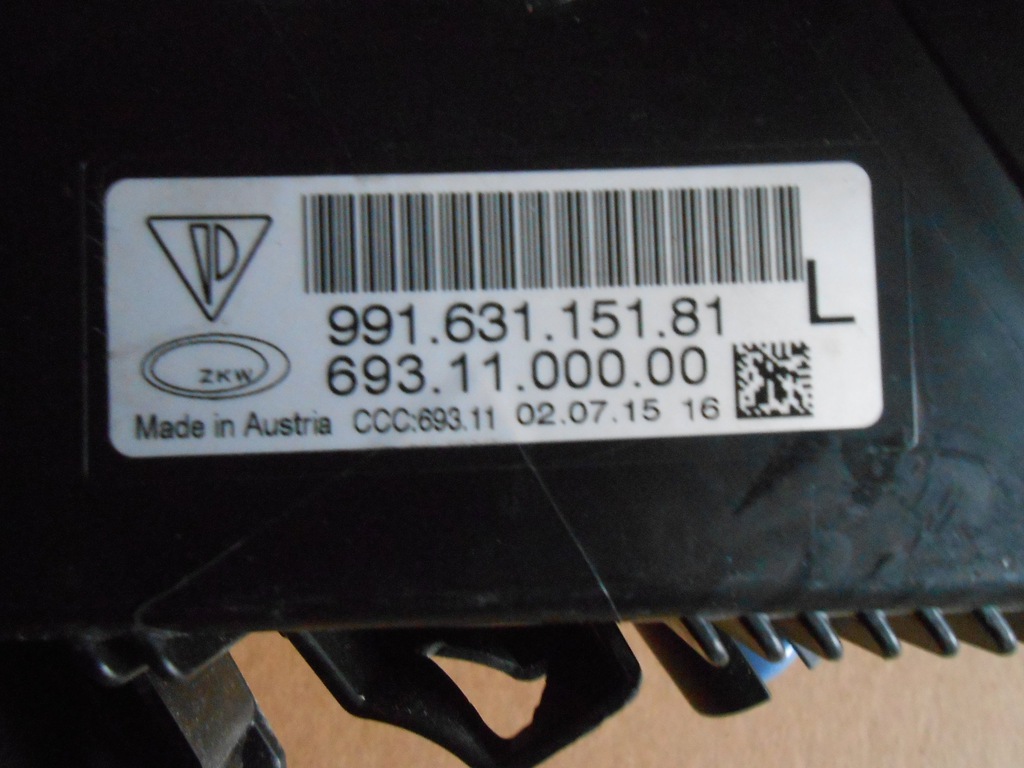 991.631.151.81
L
693.11.000.00
ZKW
Made in Austria CCC:693.11 02.07.15 16